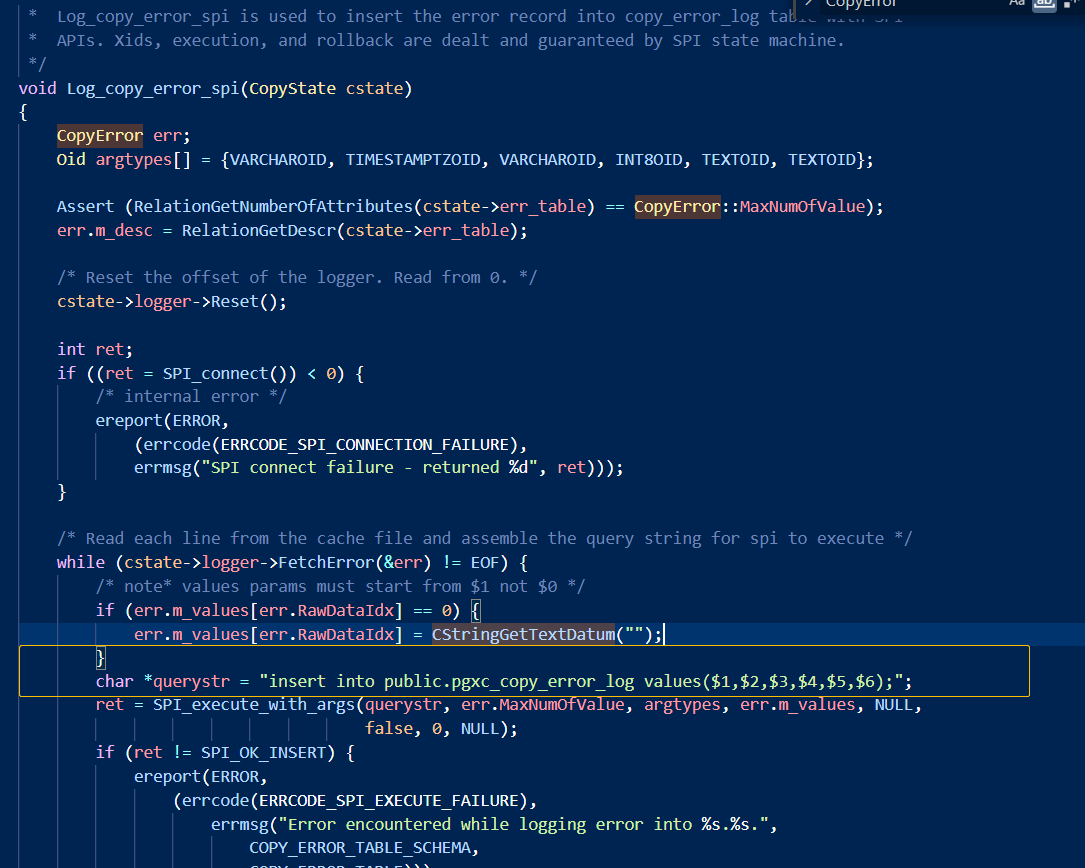 CopyError
Aa ab
* Log_copy_error_spi is used to insert the error record into copy_error_log table with SPI
* APIs. Xids, execution, and rollback are dealt and guaranteed by SPI state machine.
*/
void Log_copy_error_spi(CopyState cstate)
{
CopyError err;
Oid argtypes[] = {VARCHAROID, TIMESTAMPTZOID, VARCHAROID, INT8OID, TEXTOID, TEXTOID};
Assert (RelationGetNumberOfAttributes(cstate->err_table) == CopyError::MaxNumOfValue);
err.m_desc = RelationGetDescr(cstate->err_table);
/* Reset the offset of the logger. Read from 0. */
cstate->logger->Reset();
int ret;
if ((ret = SPI_connect()) < 0) {
/* internal error */
ereport(ERROR,
(errcode(ERRCODE_SPI_CONNECTION_FAILURE),
errmsg("SPI connect failure - returned %d", ret)));
}
/* Read each line from the cache file and assemble the query string for spi to execute */
while (cstate->logger->FetchError(&err) != EOF) {
/* note* values params must start from $1 not $0 */
if (err.m_values[err.RawDataIdx] == 0) {
err.m_values[err.RawDataIdx] = CStringGetTextDatum("");
}
char *querystr = "insert into public.pgxc_copy_error_log values($1,$2,$3,$4,$5,$6);";
ret = SPI_execute_with_args(querystr, err.MaxNumOfValue, argtypes, err.m_values, NULL,
false, 0, NULL);
if (ret != SPI_OK_INSERT) {
ereport(ERROR,
(errcode(ERRCODE_SPI_EXECUTE_FAILURE),
errmsg("Error encountered while logging error into %s.%s.",
COPY_ERROR_TABLE_SCHEMA,